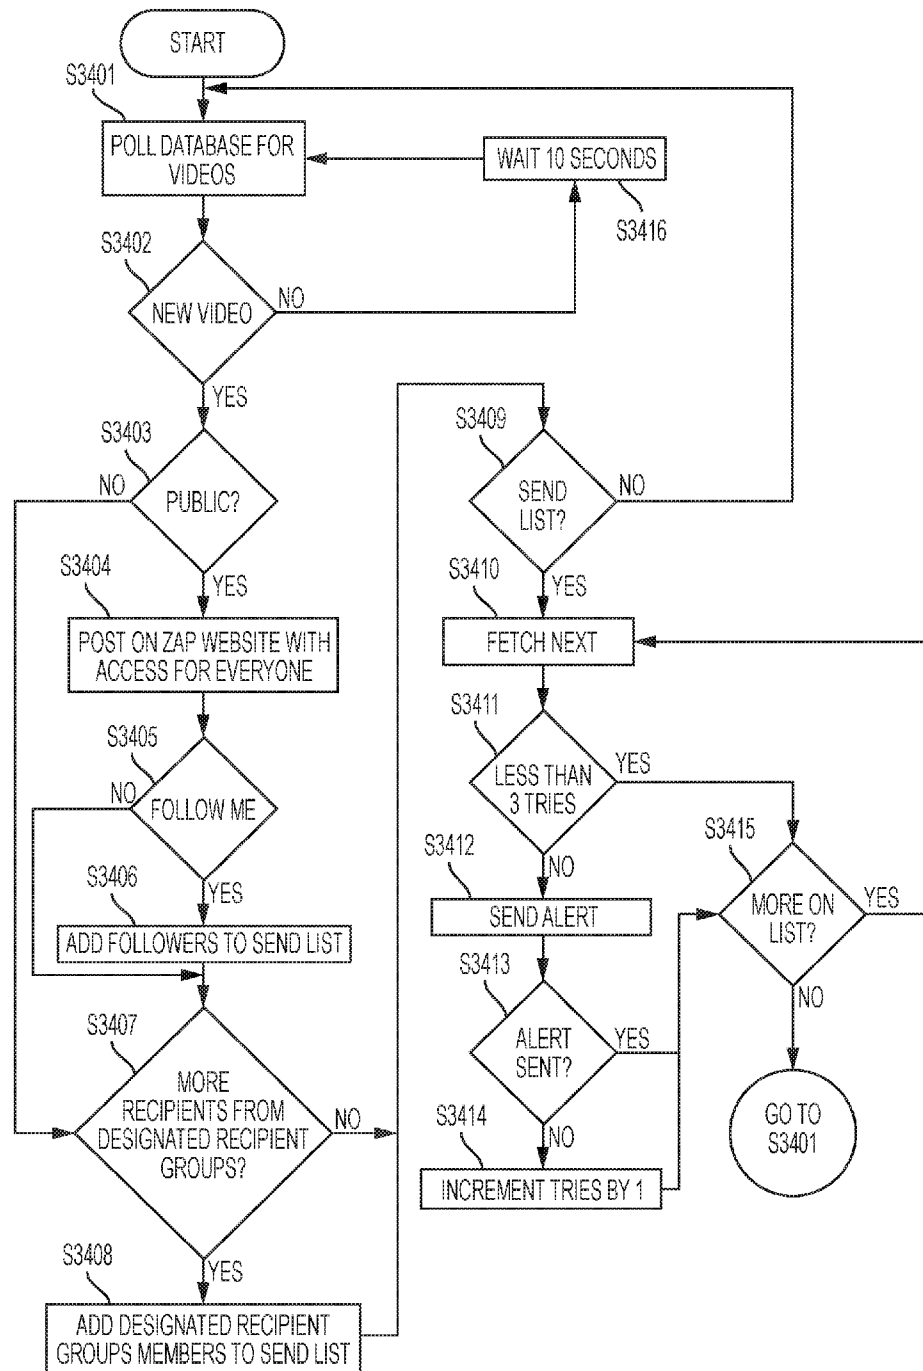 START
S3401
POLL DATABASE FOR
VIDEOS
WAIT 10 SECONDS
S3416
S3402
NEW VIDEO
NO
YES
S3403
NO
PUBLIC?
YES
S3404
POST ON ZAP WEBSITE WITH
ACCESS FOR EVERYONE
S3405
NO
FOLLOW ME
YES
S3406
ADD FOLLOWERS TO SEND LIST
S3407
MORE
RECIPIENTS FROM
DESIGNATED RECIPIENT
GROUPS?
NO
YES
S3408
ADD DESIGNATED RECIPIENT
GROUPS MEMBERS TO SEND LIST
S3409
SEND
LIST?
NO
YES
S3410
FETCH NEXT
S3411
LESS THAN
3 TRIES
YES
NO
S3412
SEND ALERT
S3413
ALERT
SENT?
YES
NO
S3414
INCREMENT TRIES BY 1
S3415
MORE ON
LIST?
YES
NO
GO TO
S3401